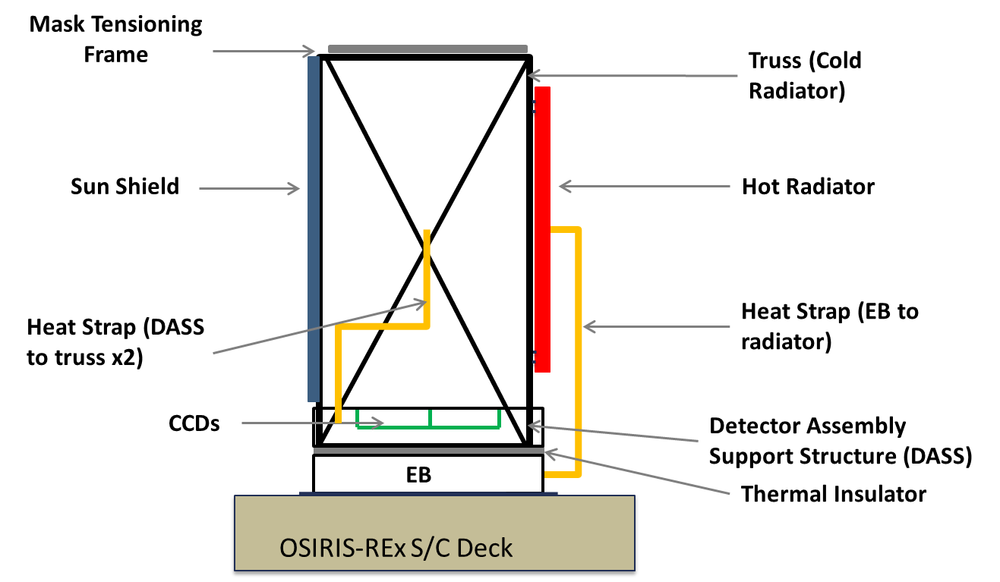 Mask Tensioning
Frame
Truss (Cold
Radiator)
Sun Shield
Hot Radiator
Heat Strap (DASS
to truss x2)
Heat Strap (EB to
radiator)
CCDs
Detector Assembly
Support Structure (DASS)
EB
Thermal Insulator
OSIRIS-REx S/C Deck